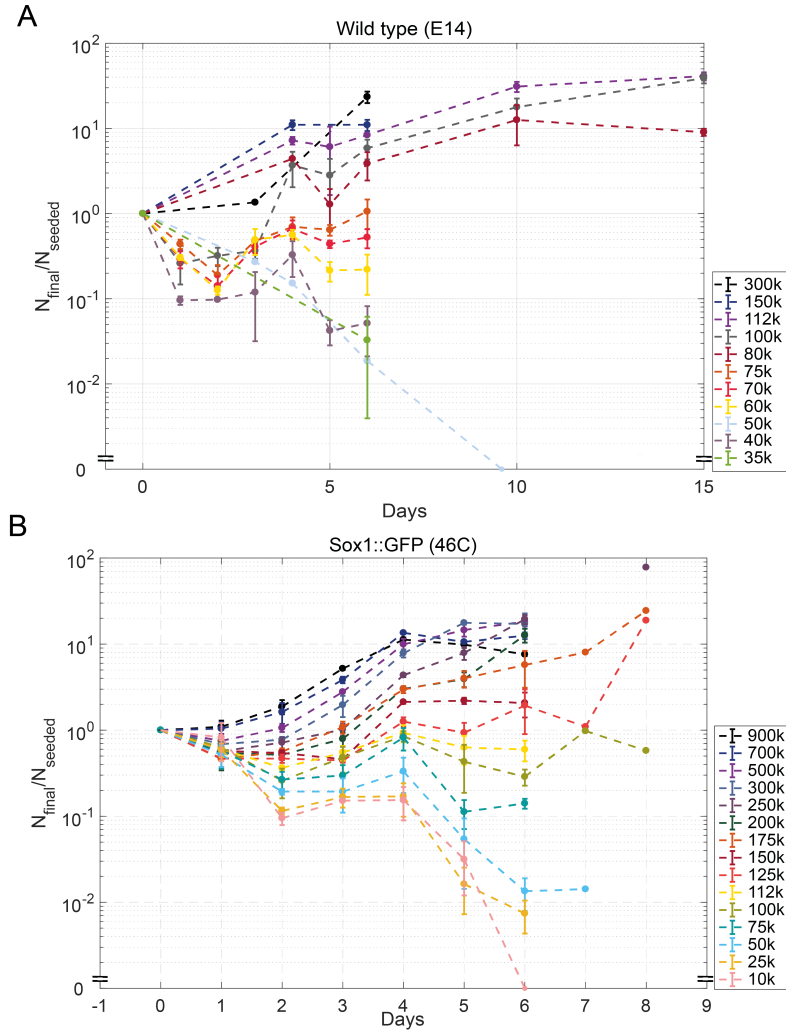 A
Wild type (E14)
10²
10¹
10⁰
10⁻¹
10⁻²
0
N_final/N_seeded
0
5
10
15
Days
300k
150k
112k
100k
80k
75k
70k
60k
50k
40k
35k
B
Sox1::GFP (46C)
10²
10¹
10⁰
10⁻¹
10⁻²
0
N_final/N_seeded
-1
0
1
2
3
4
5
6
7
8
9
Days
900k
700k
500k
300k
250k
200k
175k
150k
125k
112k
100k
75k
50k
25k
10k